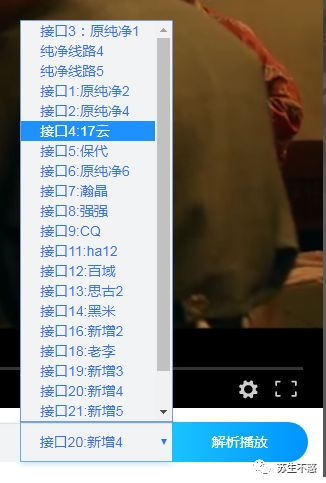 接口3：原纯净1
纯净线路4
纯净线路5
接口1:原纯净2
接口2:原纯净4
接口4:17云
接口5:保代
接口6:原纯净6
接口7:瀚晶
接口8:强强
接口9:CQ
接口11:ha12
接口12:百域
接口13:思古2
接口14:黑米
接口16:新增2
接口18:老李
接口19:新增3
接口20:新增4
接口21:新增5
接口20:新增4
解析播放
苏生不惑